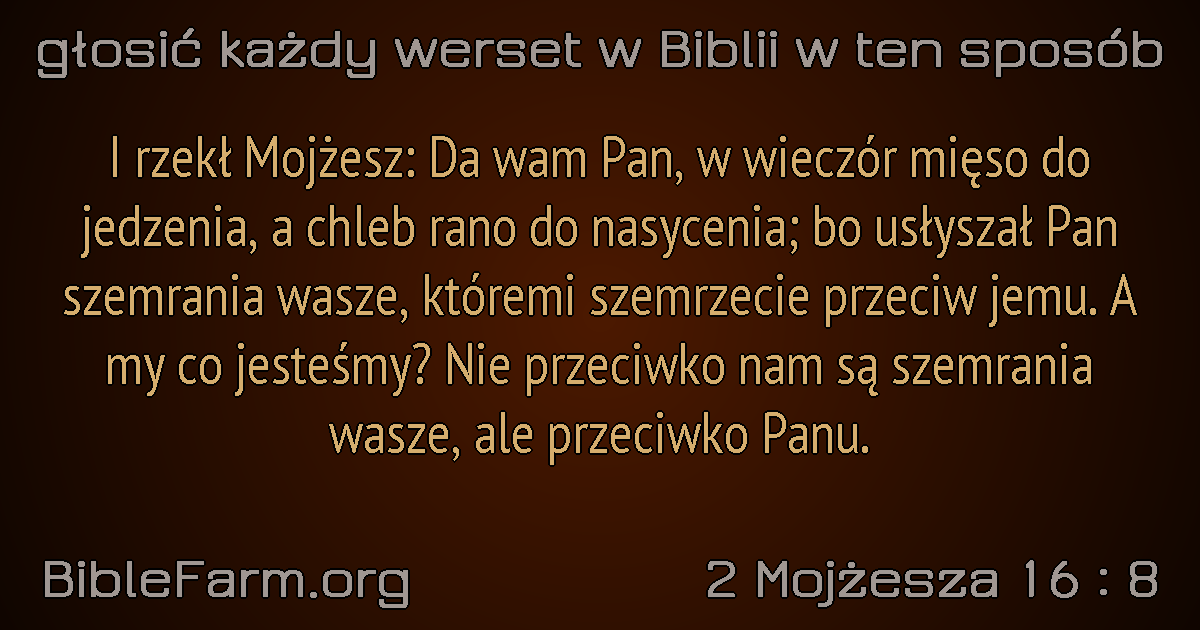 głosić każdy werset w Biblii w ten sposób
I rzekł Mojżesz: Da wam Pan, w wieczór mięso do
jedzenia, a chleb rano do nasycenia; bo usłyszał Pan
szemrania wasze, któremi szemrzecie przeciw jemu. A
my co jesteśmy? Nie przeciwko nam są szemrania
wasze, ale przeciwko Panu.
BibleFarm.org
2 Mojżesza 16 : 8